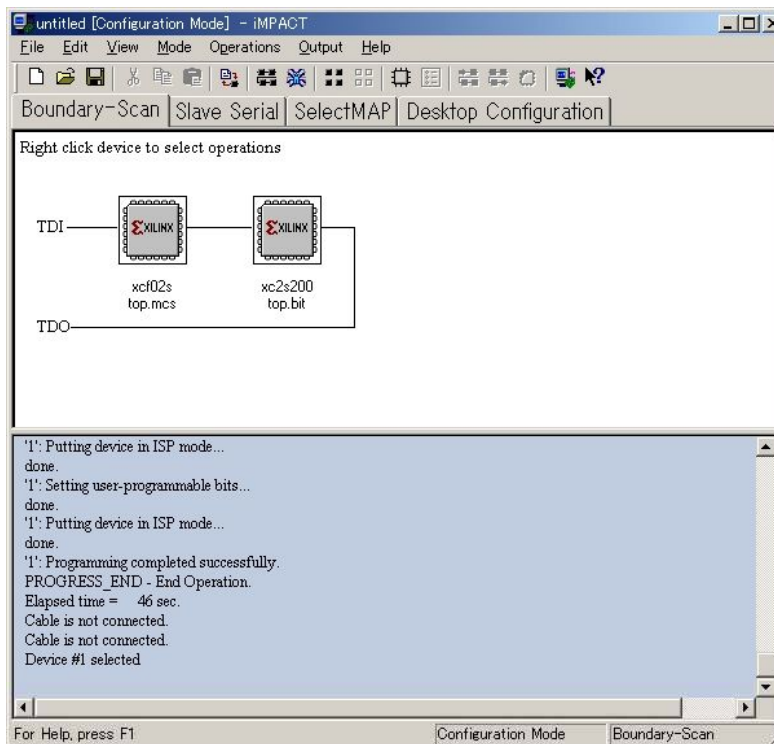 untitled [Configuration Mode] - iMPACT
File Edit View Mode Operations Output Help
Boundary-Scan Slave Serial SelectMAP Desktop Configuration
Right click device to select operations
TDI XILINX XILINX
xcf02s xc2s200
top.mcs top.bit
TDO
'1': Putting device in ISP mode...
done.
'1': Setting user-programmable bits...
done.
'1': Putting device in ISP mode...
done.
'1': Programming completed successfully.
PROGRESS_END - End Operation.
Elapsed time = 46 sec.
Cable is not connected.
Cable is not connected.
Device #1 selected
For Help, press F1 Configuration Mode Boundary-Scan